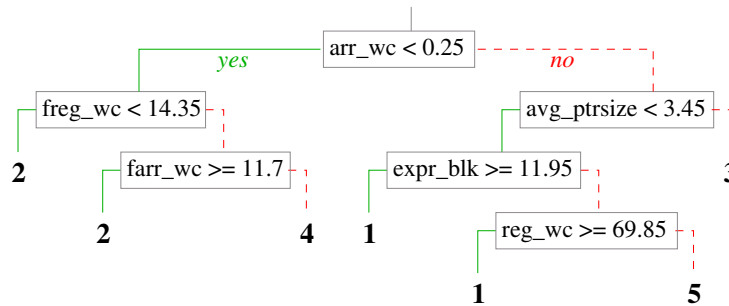 arr_wc < 0.25
yes no
freg_wc < 14.35 avg_ptrsize < 3.45
2 farr_wc >= 11.7 expr_blk >= 11.95
2 4 1 reg_wc >= 69.85
1 5